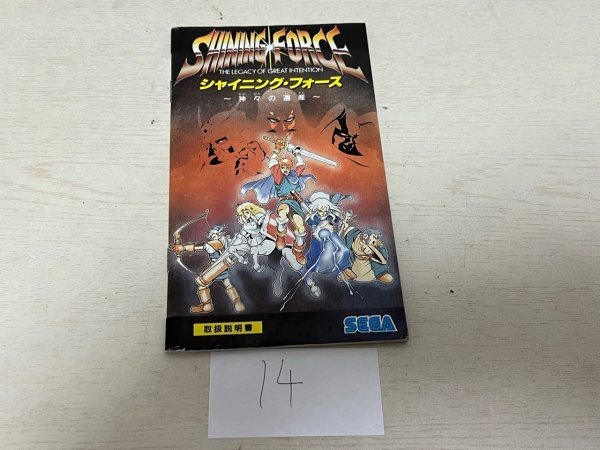 SHINING FORCE
THE LEGACY OF GREAT INTENTION
シャイニング・フォース
～神々の遺産～
取扱説明書
SEGA
14